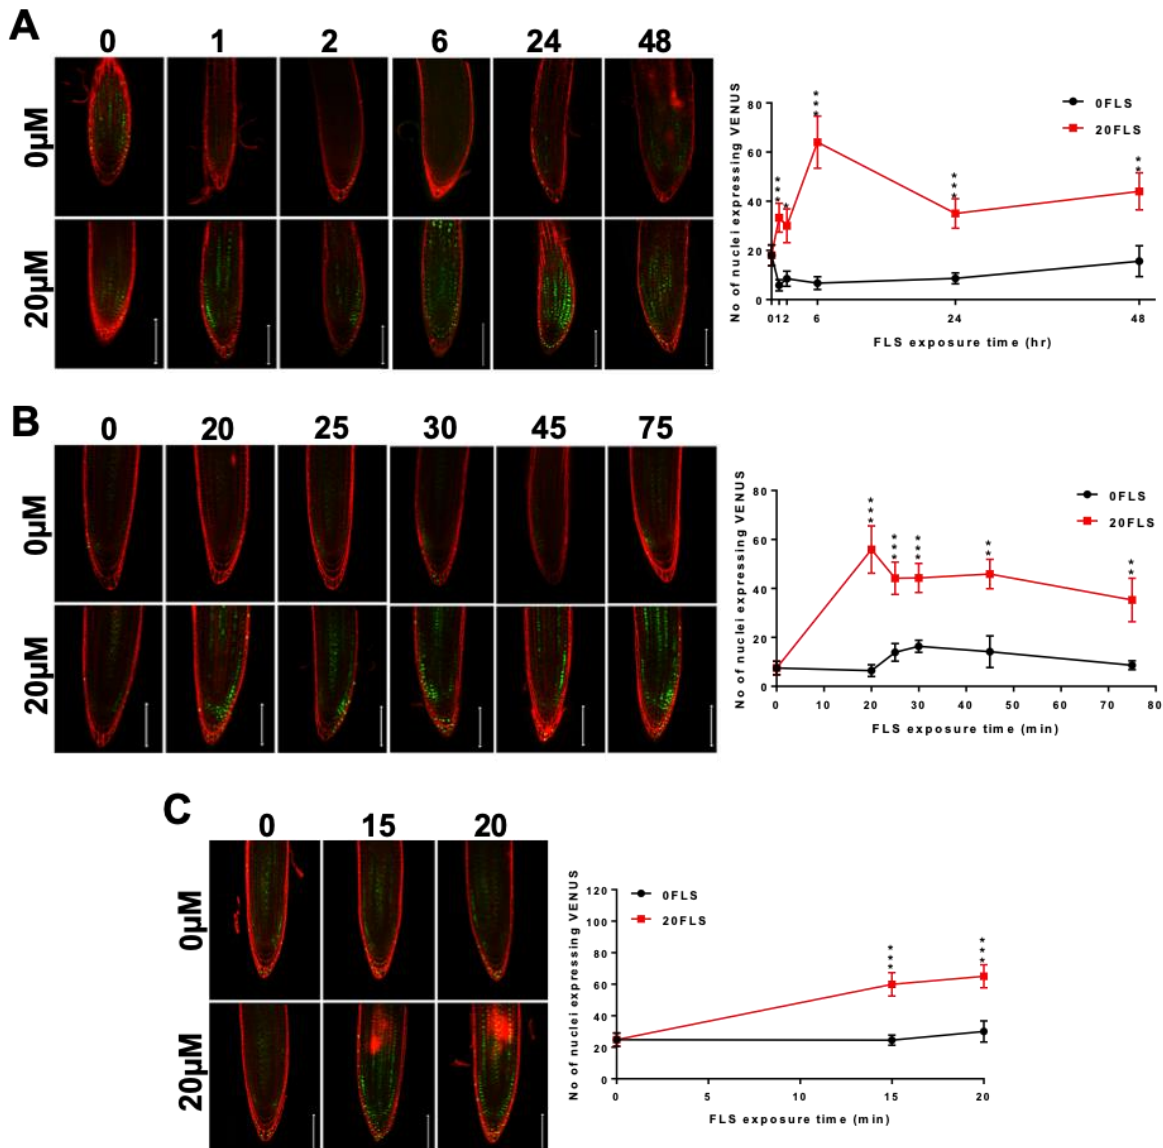 A
0 1 2 6 24 48
0µM
20µM
No of nuclei expressing VENUS
80
60
40
20
0
***
*
***
***
**
0FLS
20FLS
0 1 2 6 24 48
FLS exposure time (hr)
B
0 20 25 30 45 75
0µM
20µM
No of nuclei expressing VENUS
80
60
40
20
0
***
***
***
**
**
0FLS
20FLS
0 10 20 30 40 50 60 70 80
FLS exposure time (min)
C
0 15 20
0µM
20µM
No of nuclei expressing VENUS
120
100
80
60
40
20
0
0FLS
20FLS
***
***
0 5 10 15 20
FLS exposure time (min)